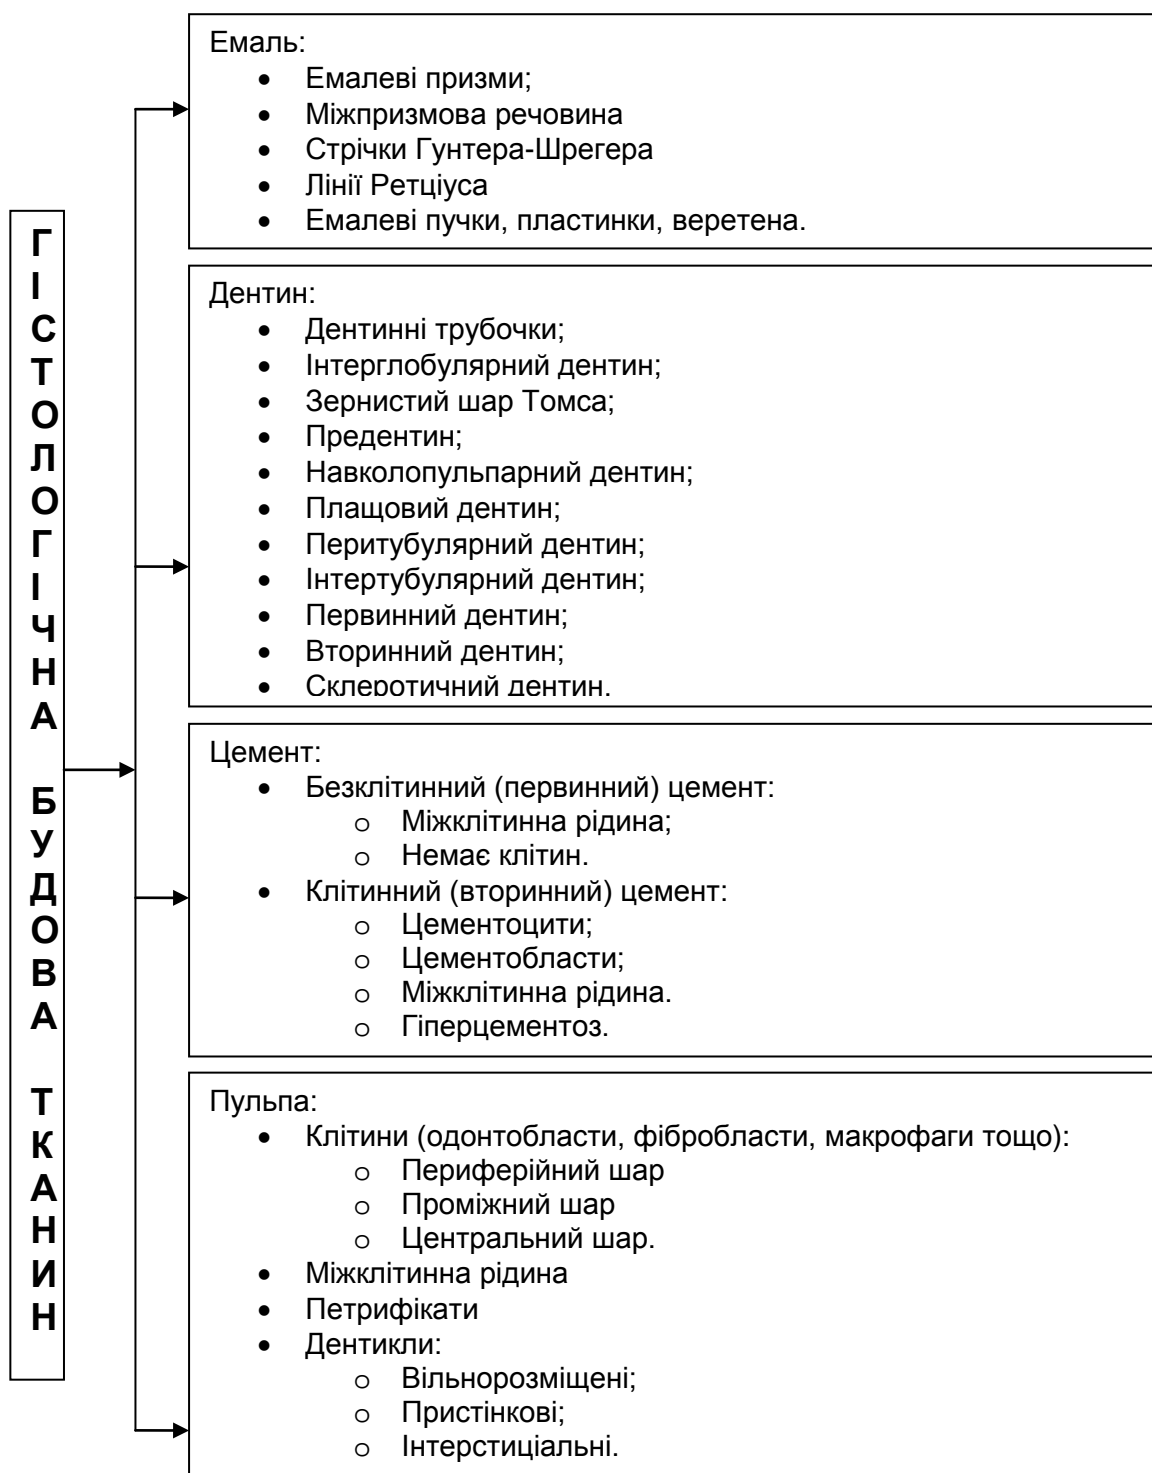 ГІСТОЛОГІЧНА БУДОВА ТКАНИН
Емаль:
• Емалеві призми;
• Міжпризмова речовина
• Стрічки Гунтера-Шрегера
• Лінії Ретціуса
• Емалеві пучки, пластинки, веретена.
Дентин:
• Дентинні трубочки;
• Інтерглобулярний дентин;
• Зернистий шар Томса;
• Предентин;
• Навколопульпарний дентин;
• Плащовий дентин;
• Перитубулярний дентин;
• Інтертубулярний дентин;
• Первинний дентин;
• Вторинний дентин;
• Склеротичний дентин.
Цемент:
• Безклітинний (первинний) цемент:
o Міжклітинна рідина;
o Немає клітин.
• Клітинний (вторинний) цемент:
o Цементоцити;
o Цементобласти;
o Міжклітинна рідина.
o Гіперцементоз.
Пульпа:
• Клітини (одонтобласти, фібробласти, макрофаги тощо):
o Периферійний шар
o Проміжний шар
o Центральний шар.
• Міжклітинна рідина
• Петрифікати
• Дентикли:
o Вільнорозміщені;
o Пристінкові;
o Інтерстиціальні.